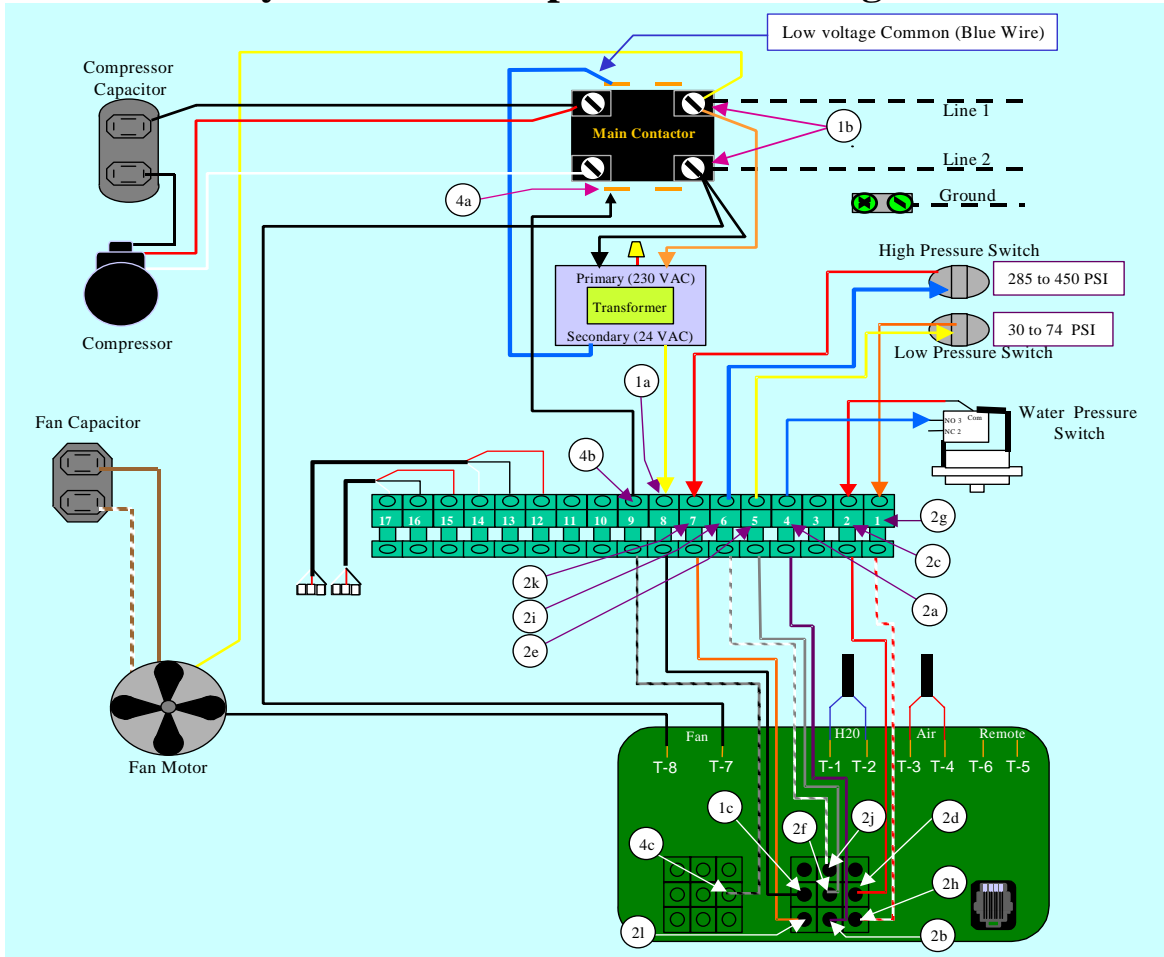 Low voltage Common (Blue Wire)
Compressor
Capacitor
Main Contactor
Line 1
1b
Line 2
4a
Ground
High Pressure Switch
Primary (230 VAC)
285 to 450 PSI
Transformer
30 to 74 PSI
Secondary (24 VAC)
Compressor
Low Pressure Switch
1a
Fan Capacitor
Com
NO 3
NC 2
Water Pressure
Switch
4b
17 16 15 14 13 12 11 10 9 8 7 6 5 4 3 2 1
2g
2k
2c
2i
2a
2e
Fan
H20
Air
Remote
T-8 T-7 T-1 T-2 T-3 T-4 T-6 T-5
Fan Motor
1c
2f
2j
2d
4c
2h
2l
2b